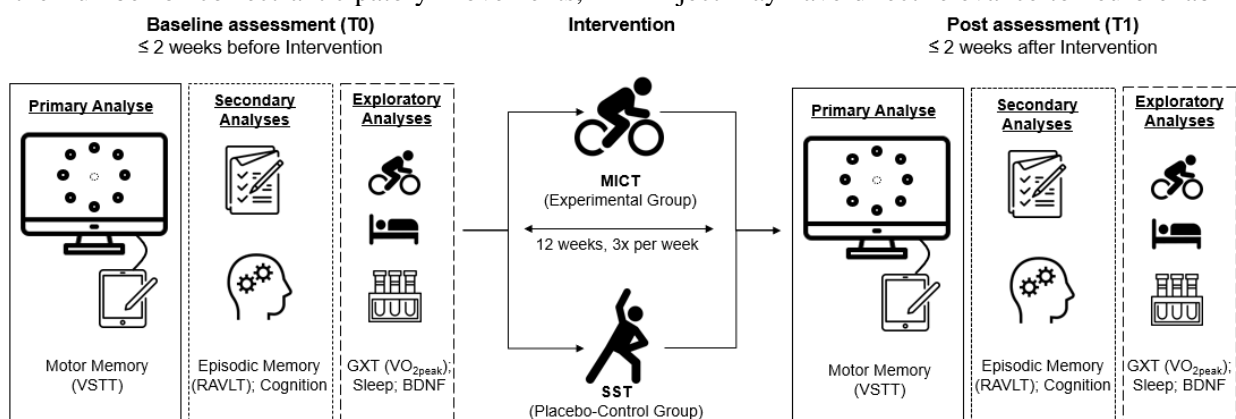 Baseline assessment (T0)
≤ 2 weeks before Intervention
Intervention
Post assessment (T1)
≤ 2 weeks after Intervention
Primary Analyse
Secondary
Analyses
Exploratory
Analyses
Motor Memory
(VSTT)
Episodic Memory
(RAVLT); Cognition
GXT (VO2peak);
Sleep; BDNF
MICT
(Experimental Group)
12 weeks, 3x per week
SST
(Placebo-Control Group)
Primary Analyse
Secondary
Analyses
Exploratory
Analyses
Motor Memory
(VSTT)
Episodic Memory
(RAVLT); Cognition
GXT (VO2peak);
Sleep; BDNF